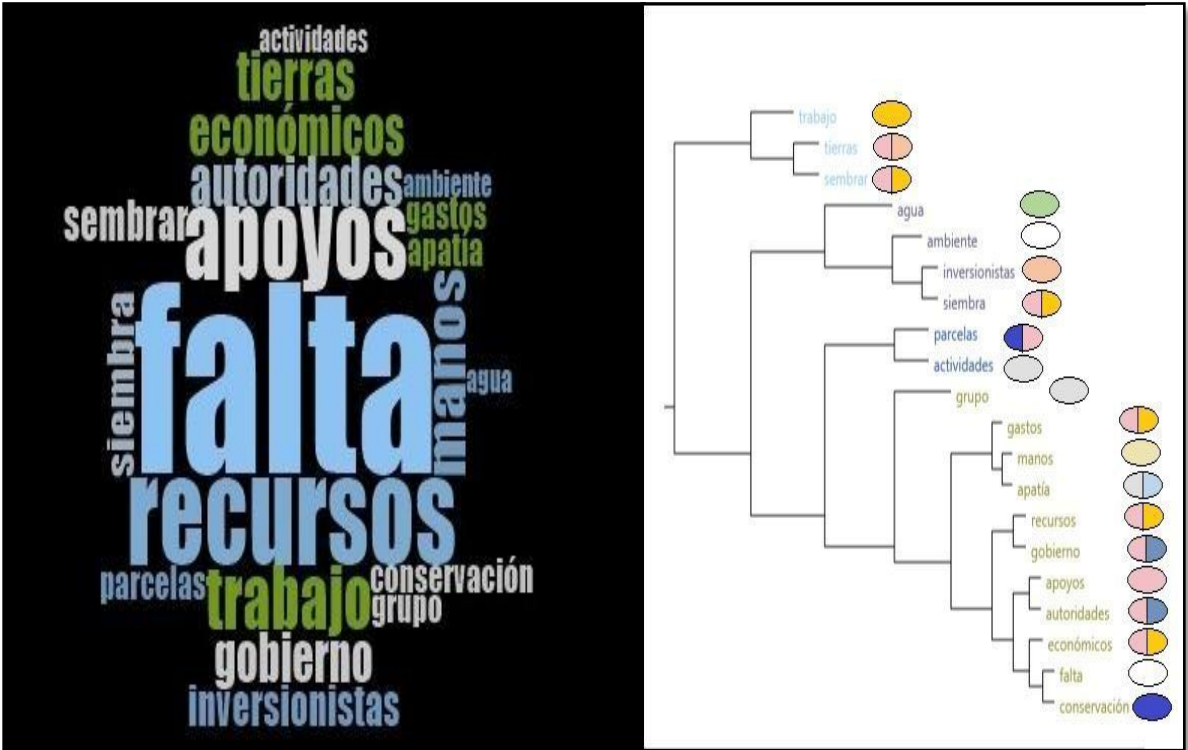 actividades
tierras
económicos
autoridades ambiente
sembrar apoyos gastos
apatía
falta
siembra
manos
agua
recursos
parcelas trabajo conservación
grupo
gobierno
inversionistas
trabajo
tierras
sembrar
agua
ambiente
inversionistas
siembra
parcelas
actividades
grupo
gastos
manos
apatía
recursos
gobierno
apoyos
autoridades
económicos
falta
conservación